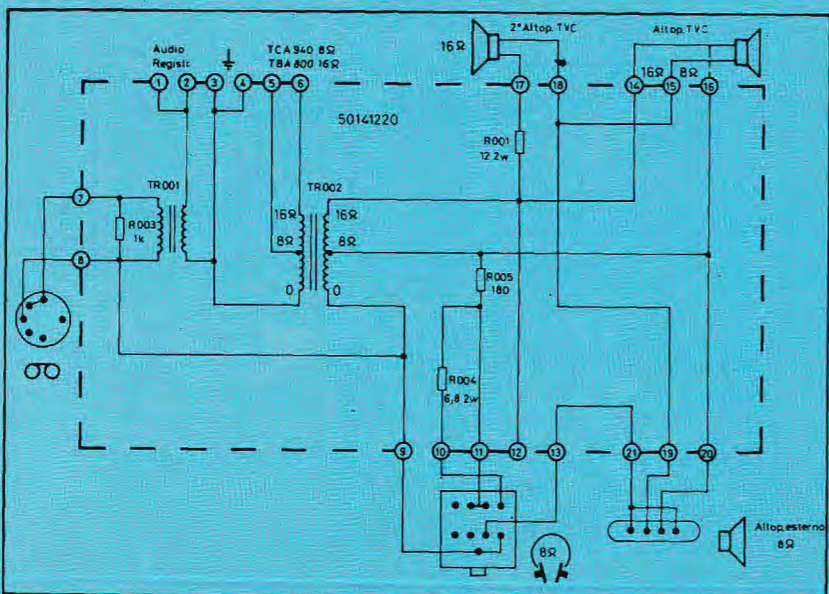 16Ω
2° Altop. TVC
Altop. TVC
Audio
Registr.
TCA 940 8Ω
TBA 800 16Ω
16Ω 8Ω
1 2 3 4 5 6
17 18
14 15 16
50141220
R001
12 2w
7
TR001
TR002
R003
1k
16Ω 16Ω
8Ω 8Ω
8
R005
180
0 0
R004
6,8 2w
9 10 11 12 13
21 19 20
8Ω
Altop. esterno
8Ω